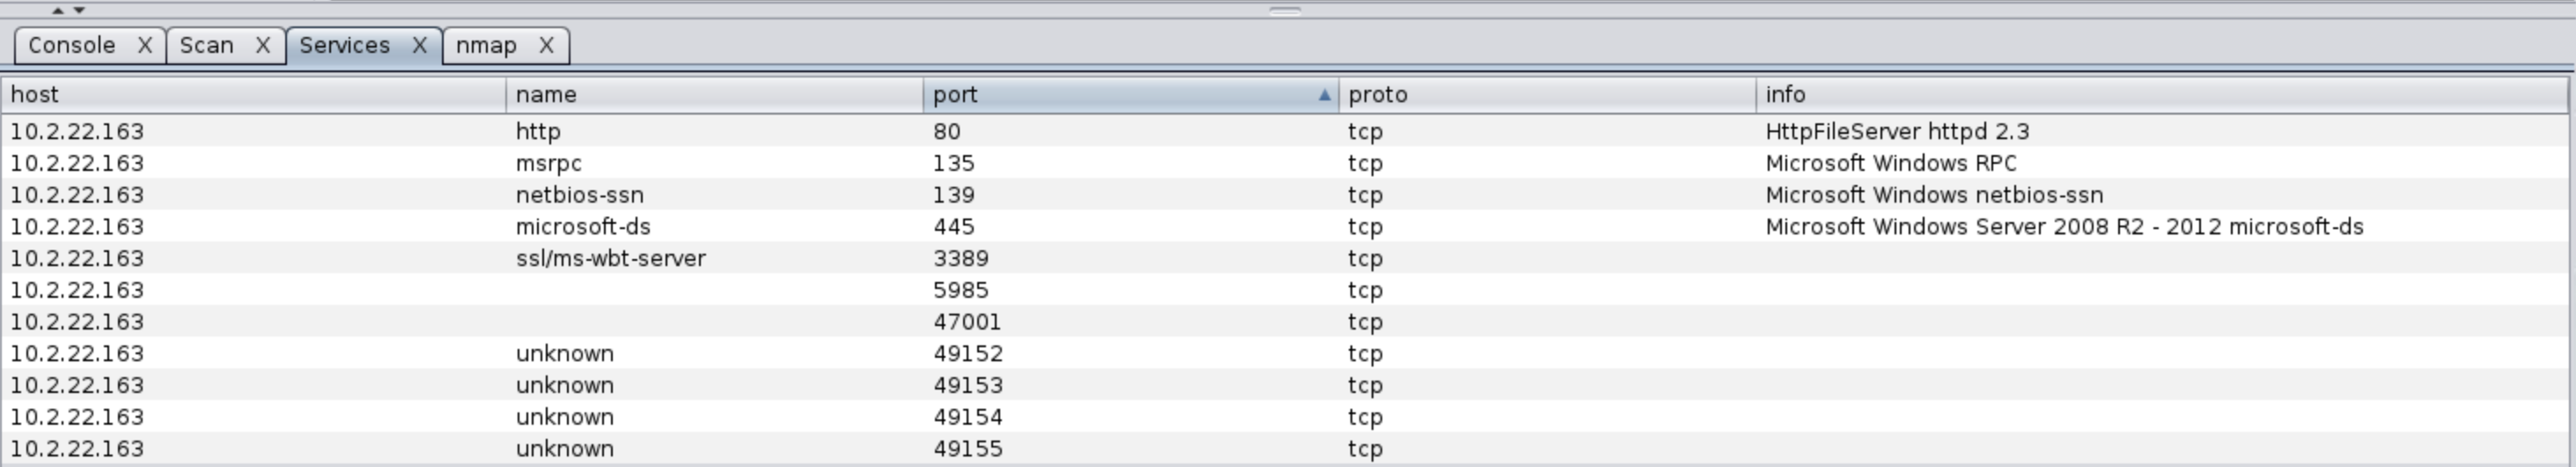 Console X Scan X Services X nmap X
host name port proto info
10.2.22.163 http 80 tcp HttpFileServer httpd 2.3
10.2.22.163 msrpc 135 tcp Microsoft Windows RPC
10.2.22.163 netbios-ssn 139 tcp Microsoft Windows netbios-ssn
10.2.22.163 microsoft-ds 445 tcp Microsoft Windows Server 2008 R2 - 2012 microsoft-ds
10.2.22.163 ssl/ms-wbt-server 3389 tcp
10.2.22.163 5985 tcp
10.2.22.163 47001 tcp
10.2.22.163 unknown 49152 tcp
10.2.22.163 unknown 49153 tcp
10.2.22.163 unknown 49154 tcp
10.2.22.163 unknown 49155 tcp